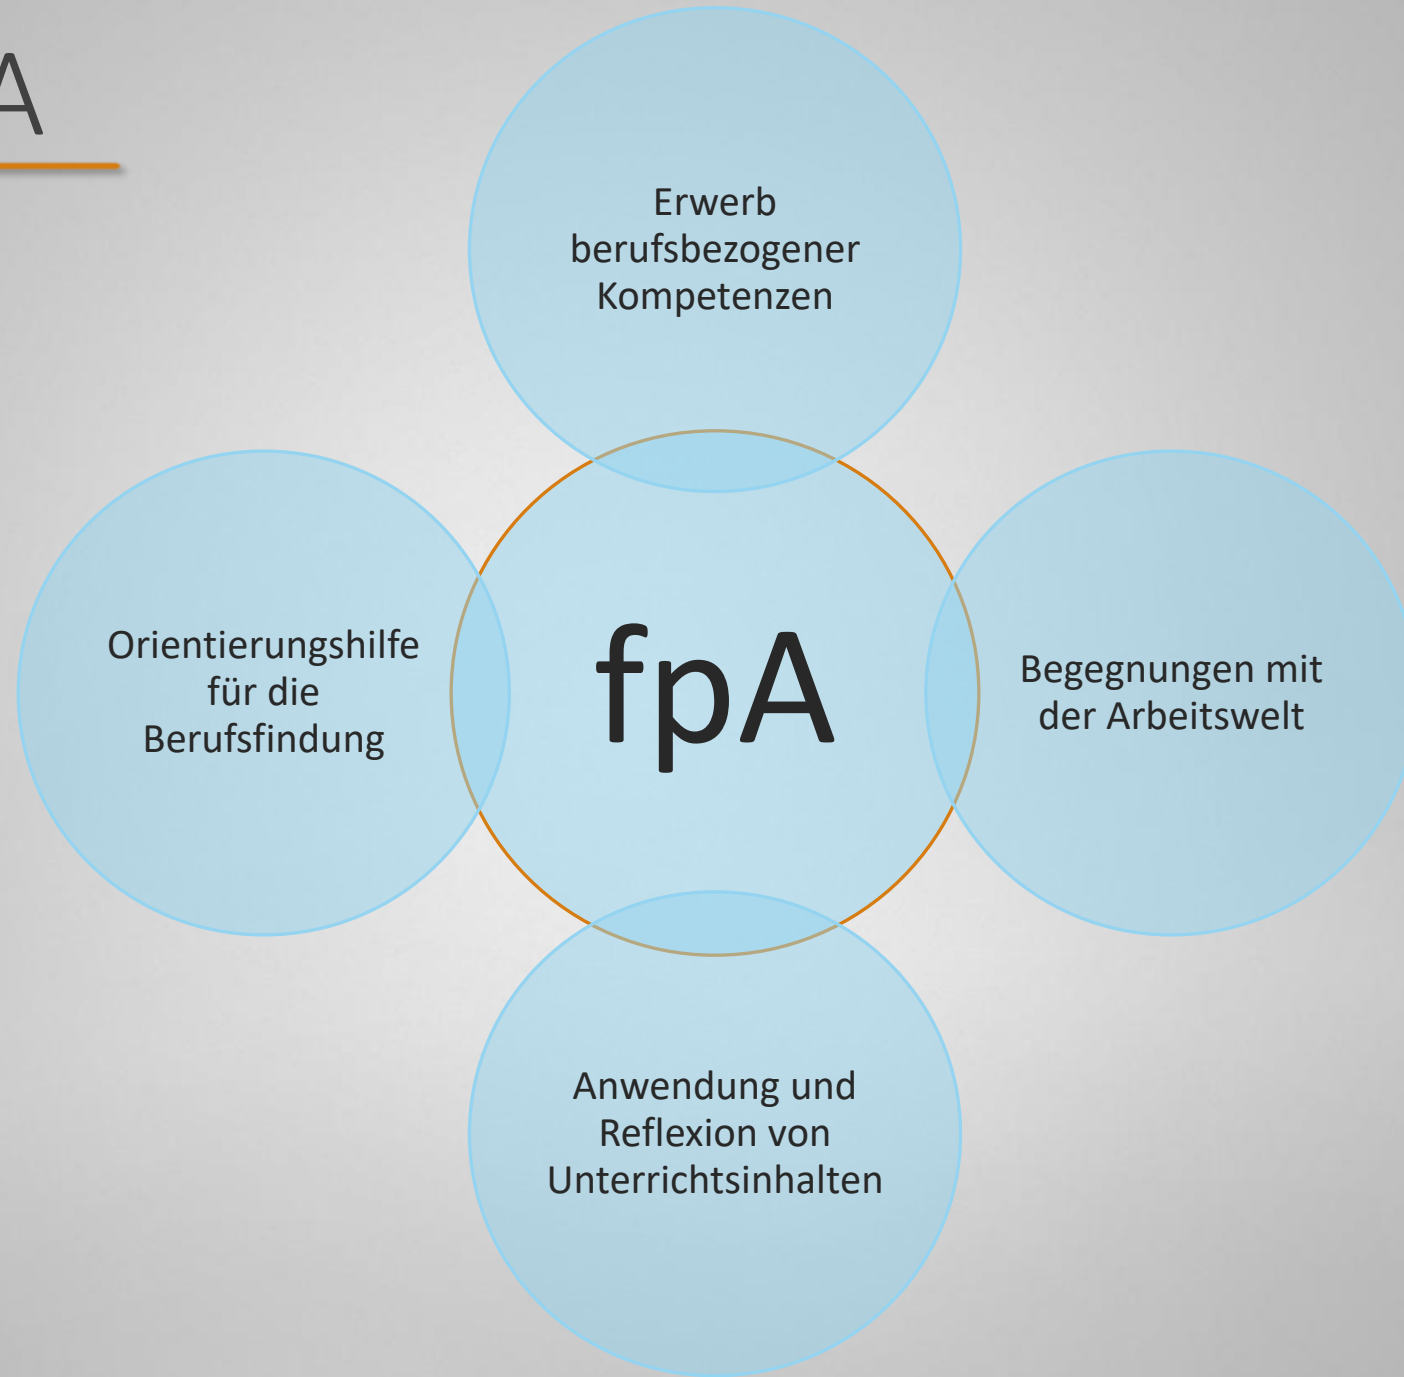 A
Erwerb
berufsbezogener
Kompetenzen
Orientierungshilfe
für die
Berufsfindung
fpA
Begegnungen mit
der Arbeitswelt
Anwendung und
Reflexion von
Unterrichtsinhalten